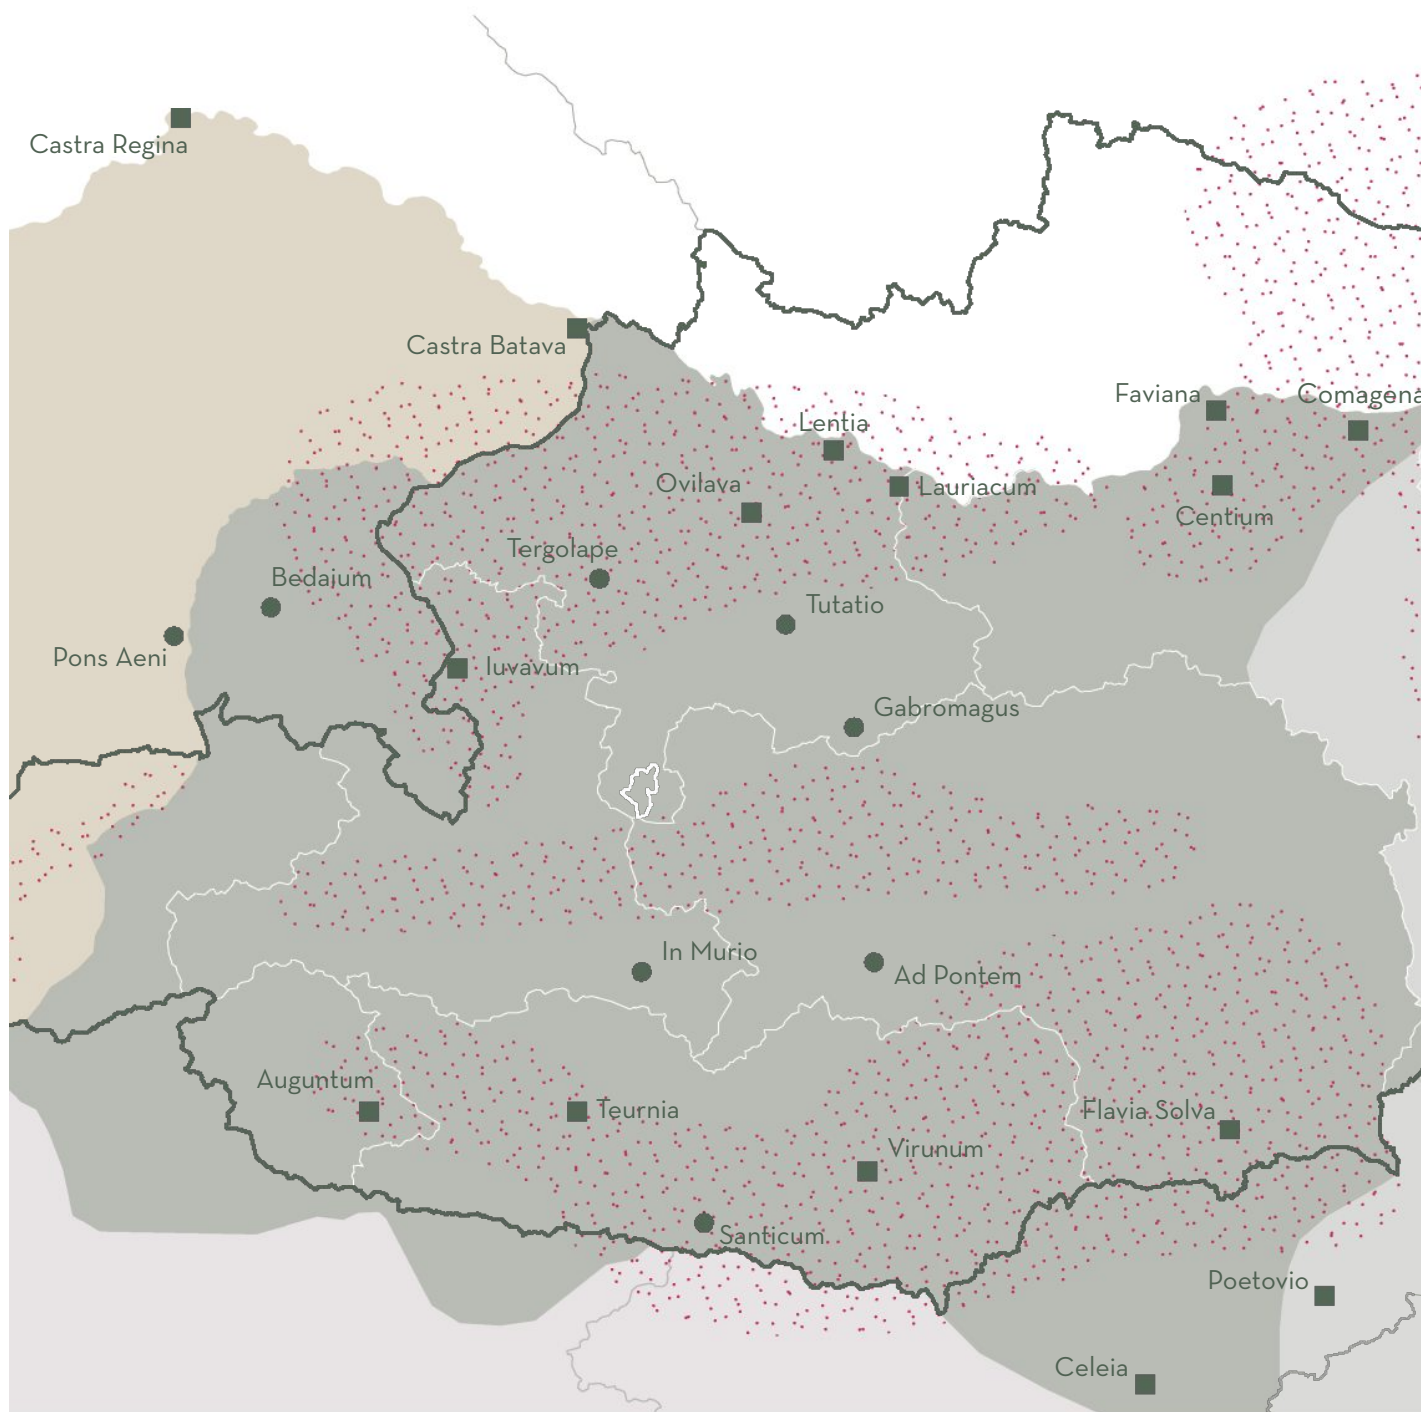 Castra Regina
Castra Batava
Faviana
Comagena
Lentia
Ovilava
Lauriacum
Centium
Tergolape
Bedaium
Tutatio
Pons Aeni
Iuvavum
Gabromagus
In Murio
Ad Pontem
Auguntum
Teurnia
Flavia Solva
Virunum
Santicum
Poetovio
Celeia